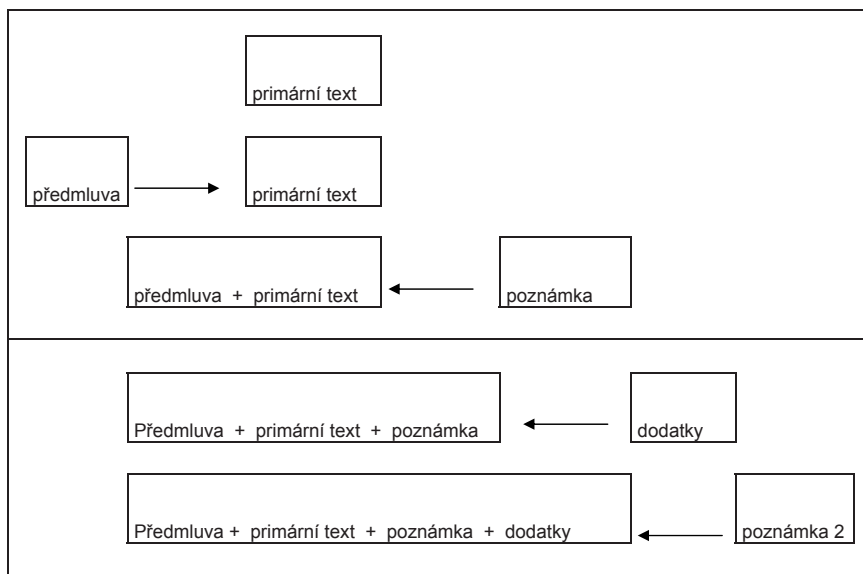 primární text
předmluva primární text
předmluva + primární text poznámka
Předmluva + primární text + poznámka dodatky
Předmluva + primární text + poznámka + dodatky poznámka 2